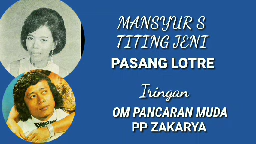 MANSYUR S
TITING JENI
PASANG LOTRE
Iringan
OM PANCARAN MUDA
PP ZAKARYA